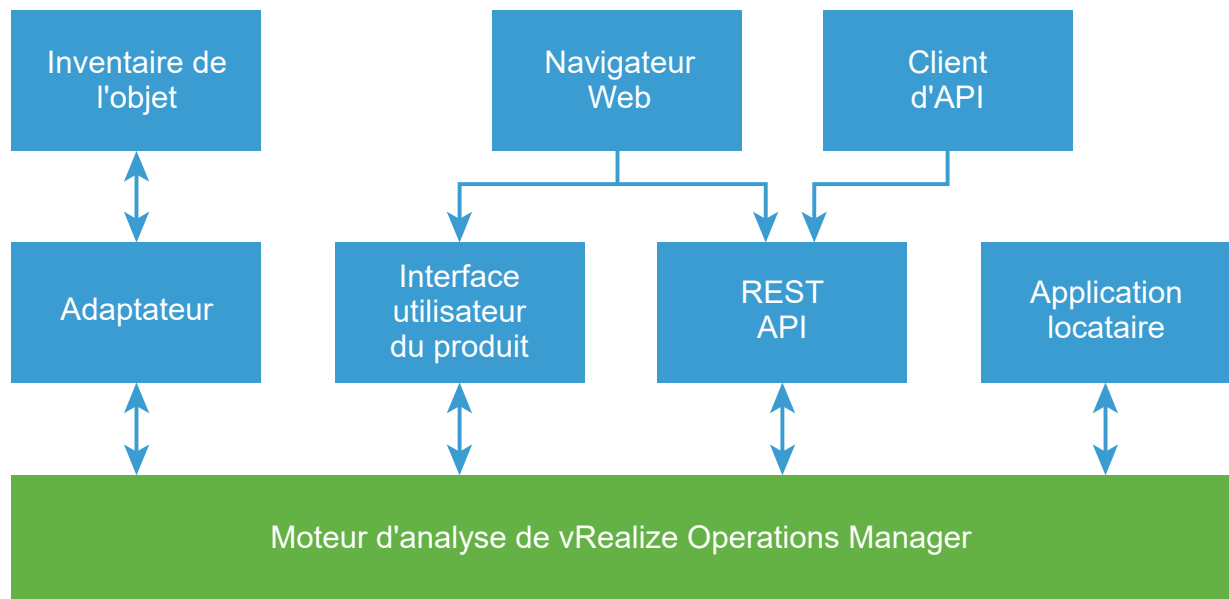 Inventaire de
l'objet
Navigateur
Web
Client
d'API
Adaptateur
Interface
utilisateur
du produit
REST
API
Application
locataire
Moteur d'analyse de vRealize Operations Manager